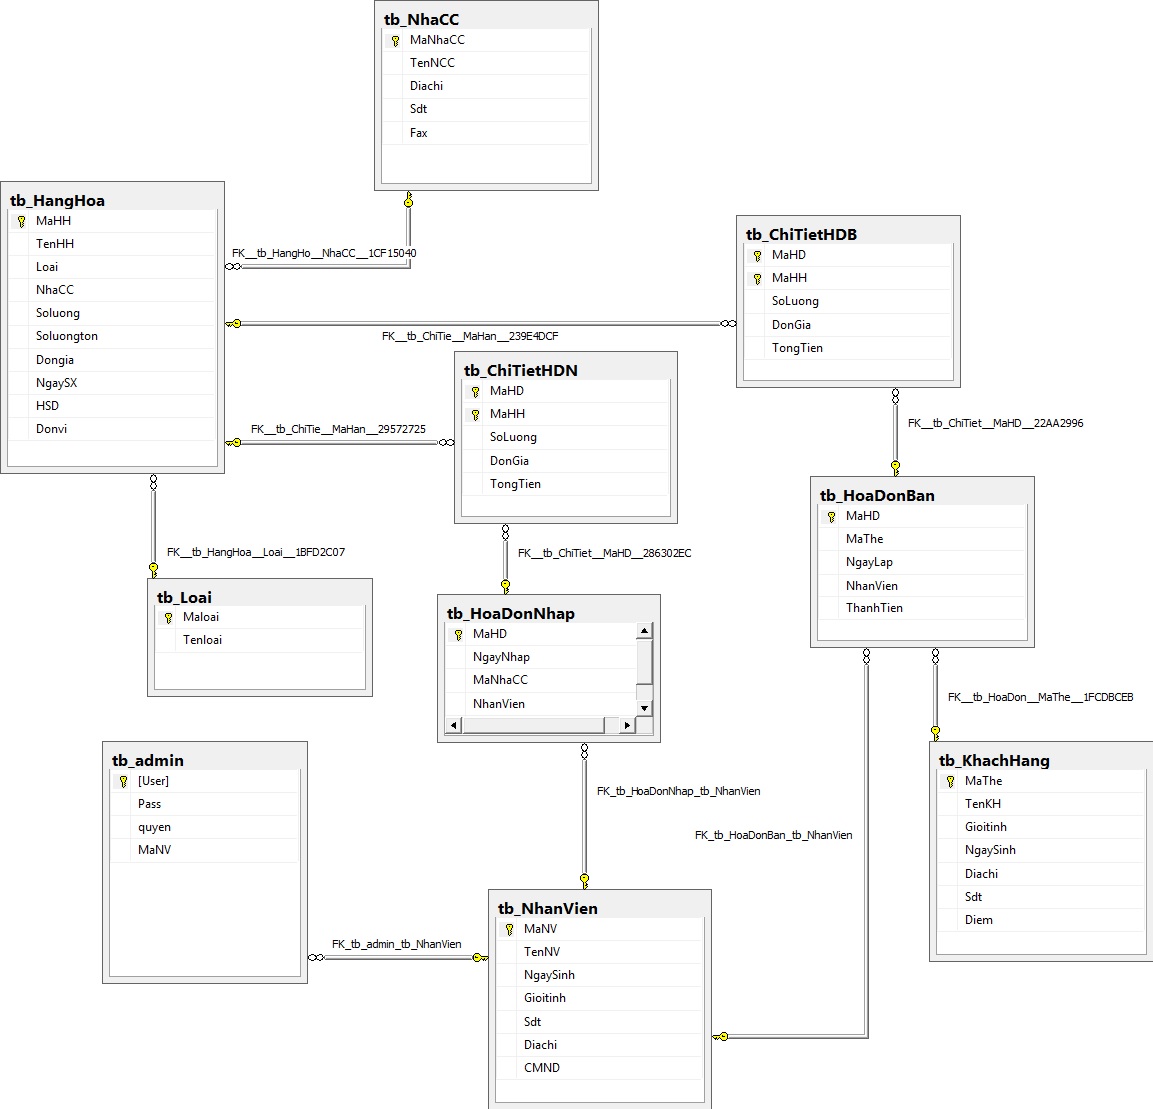 tb_NhaCC
MaNhaCC
TenNCC
Diachi
Sdt
Fax
tb_HangHoa
MaHH
TenHH
Loai
NhaCC
Soluong
Soluongton
Dongia
NgaySX
HSD
Donvi
FK__tb_HangHo__NhaCC__1CF15040
tb_ChiTietHDB
MaHD
MaHH
SoLuong
DonGia
TongTien
FK__tb_ChiTie__MaHan__239E4DCF
tb_ChiTietHDN
MaHD
MaHH
SoLuong
DonGia
TongTien
FK__tb_ChiTie__MaHan__29572725
FK__tb_ChiTiet__MaHD__22AA2996
tb_HoaDonBan
MaHD
MaThe
NgayLap
NhanVien
ThanhTien
FK__tb_HangHoa__Loai__1BFD2C07
FK__tb_ChiTiet__MaHD__286302EC
tb_Loai
Maloai
Tenloai
tb_HoaDonNhap
MaHD
NgayNhap
MaNhaCC
NhanVien
FK__tb_HoaDon__MaThe__1FCDBCEB
tb_admin
[User]
Pass
quyen
MaNV
tb_KhachHang
MaThe
TenKH
Gioitinh
NgaySinh
Diachi
Sdt
Diem
FK_tb_HoaDonNhap_tb_NhanVien
FK_tb_HoaDonBan_tb_NhanVien
FK_tb_admin_tb_NhanVien
tb_NhanVien
MaNV
TenNV
NgaySinh
Gioitinh
Sdt
Diachi
CMND